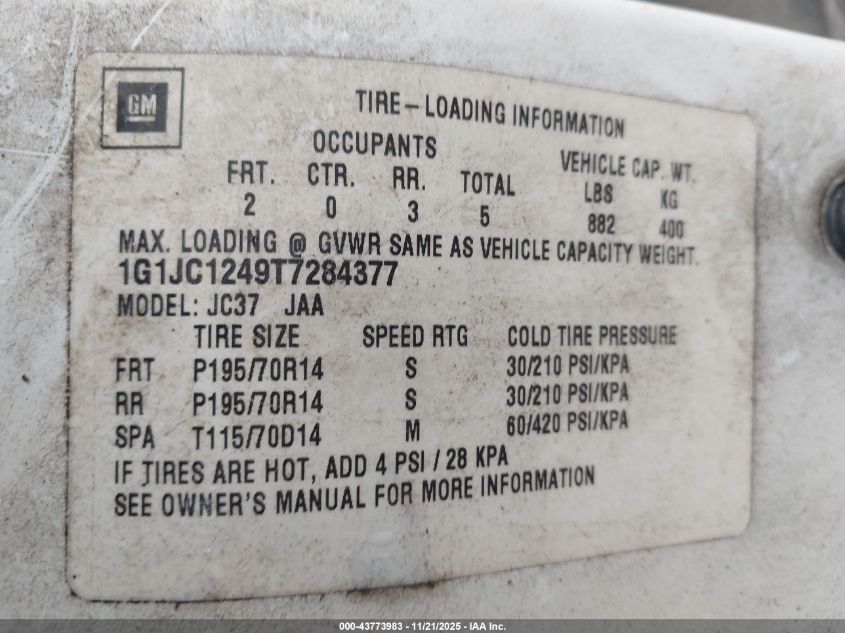 GM
TIRE-LOADING INFORMATION
OCCUPANTS VEHICLE CAP. WT.
FRT. CTR. RR. TOTAL LBS KG
2 0 3 5 882 400
MAX. LOADING @ GVWR SAME AS VEHICLE CAPACITY WEIGHT.
1G1JC1249T7284377
MODEL: JC37 JAA
TIRE SIZE SPEED RTG COLD TIRE PRESSURE
FRT P195/70R14 S 30/210 PSI/KPA
RR P195/70R14 S 30/210 PSI/KPA
SPA T115/70D14 M 60/420 PSI/KPA
IF TIRES ARE HOT, ADD 4 PSI / 28 KPA
SEE OWNER'S MANUAL FOR MORE INFORMATION
000-43773983 - 11/21/2025 - IAA Inc.